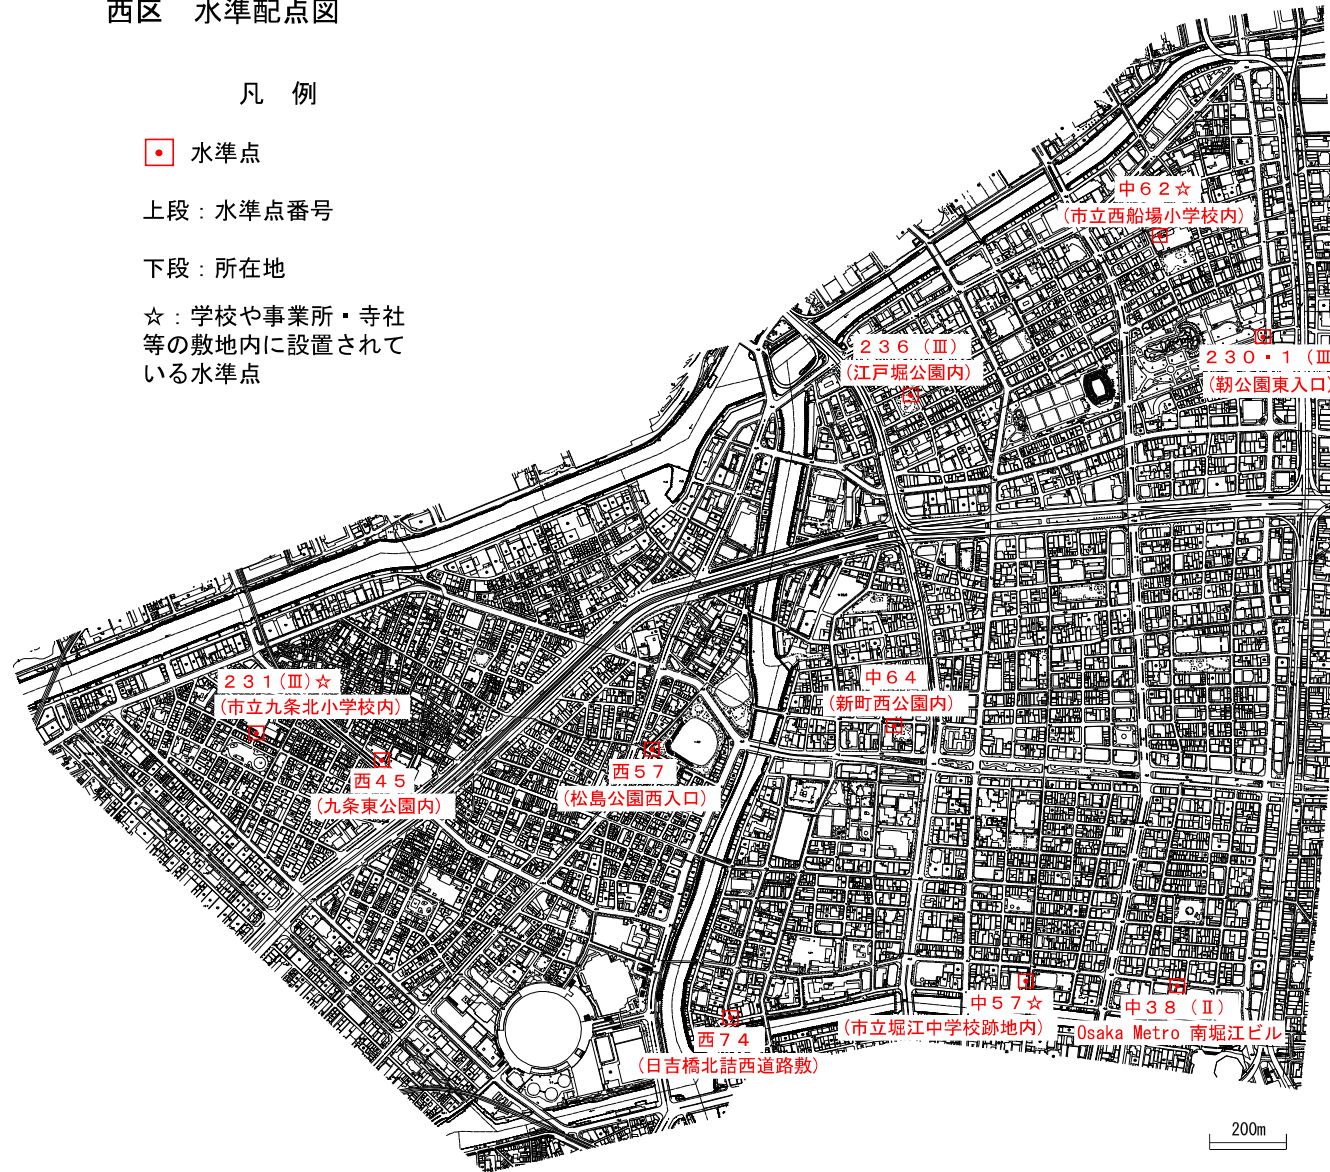 西区　水準配点図
凡　例
水準点
上段：水準点番号
下段：所在地
☆：学校や事業所・寺社
等の敷地内に設置されて
いる水準点
中６２☆
(市立西船場小学校内)
２３６（Ⅲ）
(江戸堀公園内)
２３０・１（Ⅲ
(靭公園東入口)
２３１(Ⅲ)☆
(市立九条北小学校内)
西４５
(九条東公園内)
西５７
(松島公園西入口)
中６４
(新町西公園内)
中５７☆
(市立堀江中学校跡地内)
中３８（Ⅱ）
Osaka Metro 南堀江ビル
西７４
(日吉橋北詰西道路敷)
200m